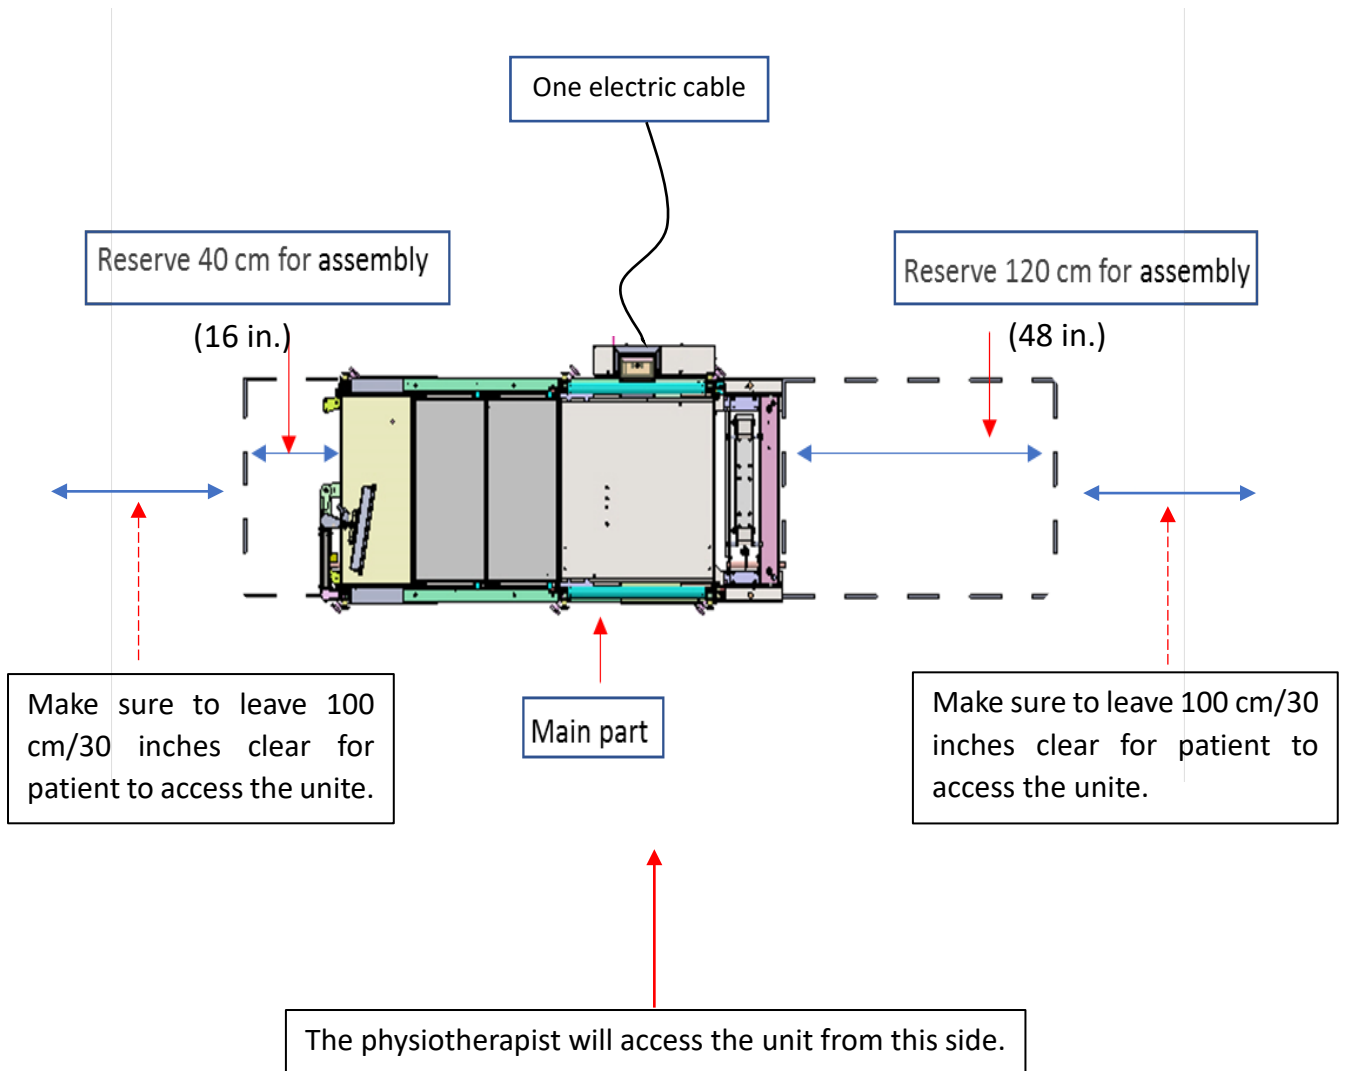 One electric cable
Reserve 40 cm for assembly
(16 in.)
Reserve 120 cm for assembly
(48 in.)
Make sure to leave 100
cm/30 inches clear for
patient to access the unite.
Main part
Make sure to leave 100 cm/30
inches clear for patient to
access the unite.
The physiotherapist will access the unit from this side.